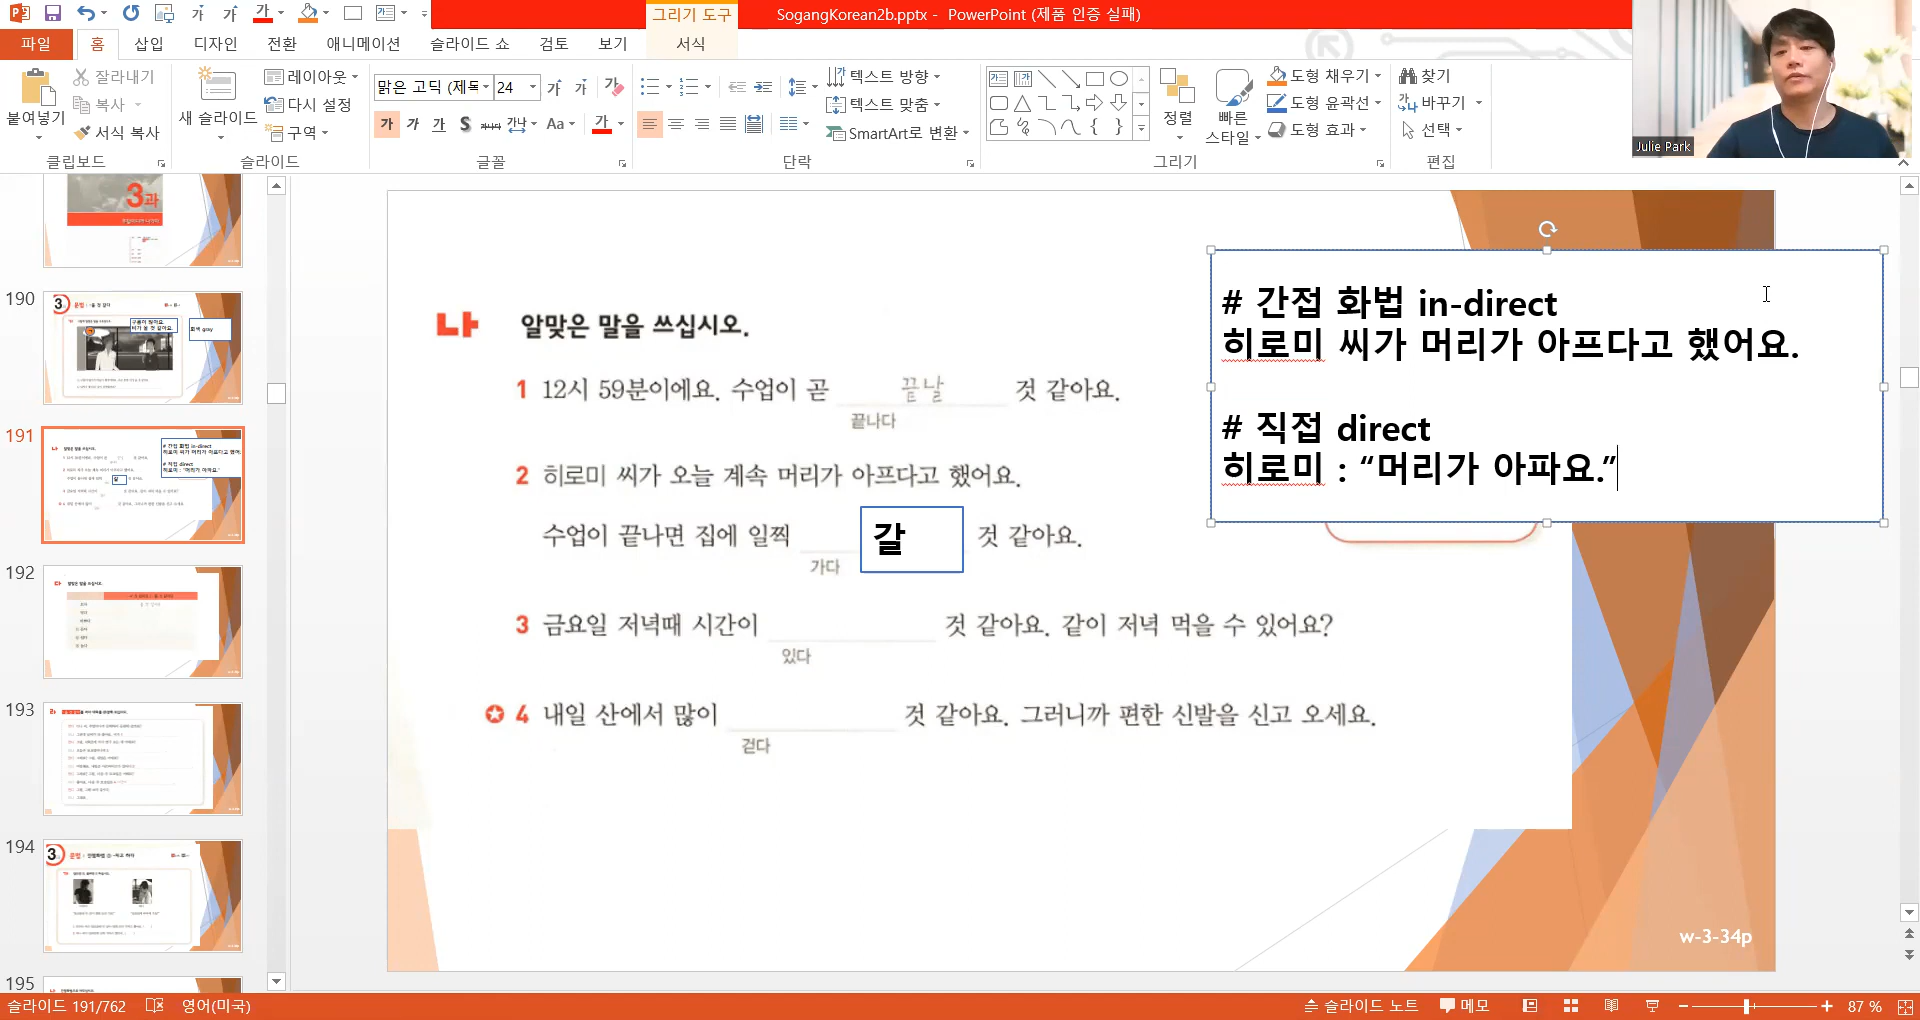 SogangKorean2b.pptx - PowerPoint (제품 인증 실패)
그리기 도구
파일 홈 삽입 디자인 전환 애니메이션 슬라이드 쇼 검토 보기 서식
붙여넣기
잘라내기
복사
서식 복사
클립보드
새 슬라이드
레이아웃
다시 설정
구역
슬라이드
맑은 고딕 (제목 24
글꼴
텍스트 방향
텍스트 맞춤
SmartArt로 변환
단락
정렬
빠른 스타일
도형 채우기
도형 윤곽선
도형 효과
그리기
찾기
바꾸기
선택
편집
Julie Park
3과
190
191
192
193
194
195
나 알맞은 말을 쓰십시오.
1 12시 59분이에요. 수업이 곧 끝날 것 같아요.
끝나다
2 히로미 씨가 오늘 계속 머리가 아프다고 했어요.
수업이 끝나면 집에 일찍 갈 것 같아요.
가다
3 금요일 저녁때 시간이 것 같아요. 같이 저녁 먹을 수 있어요?
있다
4 내일 산에서 많이 것 같아요. 그러니까 편한 신발을 신고 오세요.
걷다
# 간접 화법 in-direct
히로미 씨가 머리가 아프다고 했어요.
# 직접 direct
히로미 : “머리가 아파요.”
w-3-34p
슬라이드 191/762 영어(미국)
슬라이드 노트 메모 87 %